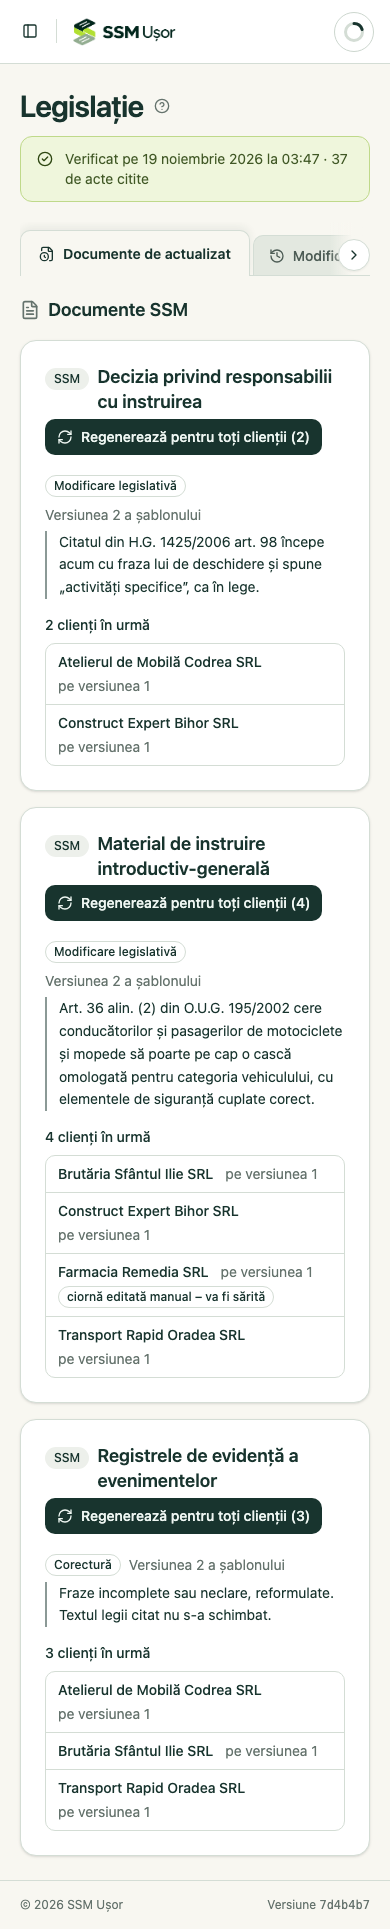 SSM Ușor
Legislație
Verificat pe 19 noiembrie 2026 la 03:47 · 37
de acte citite
Documente de actualizat
Modific
Documente SSM
SSM
Decizia privind responsabilii
cu instruirea
Regenerează pentru toți clienții (2)
Modificare legislativă
Versiunea 2 a șablonului
Citatul din H.G. 1425/2006 art. 98 începe
acum cu fraza lui de deschidere și spune
„activități specifice”, ca în lege.
2 clienți în urmă
Atelierul de Mobilă Codrea SRL
pe versiunea 1
Construct Expert Bihor SRL
pe versiunea 1
SSM
Material de instruire
introductiv-generală
Regenerează pentru toți clienții (4)
Modificare legislativă
Versiunea 2 a șablonului
Art. 36 alin. (2) din O.U.G. 195/2002 cere
conducătorilor și pasagerilor de motociclete
și mopede să poarte pe cap o cască
omologată pentru categoria vehiculului, cu
elementele de siguranță cuplate corect.
4 clienți în urmă
Brutăria Sfântul Ilie SRL pe versiunea 1
Construct Expert Bihor SRL
pe versiunea 1
Farmacia Remedia SRL pe versiunea 1
ciornă editată manual – va fi sărită
Transport Rapid Oradea SRL
pe versiunea 1
SSM
Registrele de evidență a
evenimentelor
Regenerează pentru toți clienții (3)
Corectură Versiunea 2 a șablonului
Fraze incomplete sau neclare, reformulate.
Textul legii citat nu s-a schimbat.
3 clienți în urmă
Atelierul de Mobilă Codrea SRL
pe versiunea 1
Brutăria Sfântul Ilie SRL pe versiunea 1
Transport Rapid Oradea SRL
pe versiunea 1
© 2026 SSM Ușor
Versiune 7d4b4b7